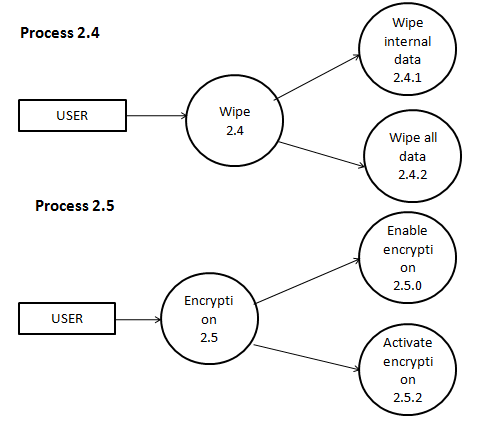 Process 2.4
Wipe
internal
data
2.4.1
USER
Wipe
2.4
Wipe all
data
2.4.2
Process 2.5
Enable
encrypti
on
2.5.0
USER
Encrypti
on
2.5
Activate
encrypti
on
2.5.2